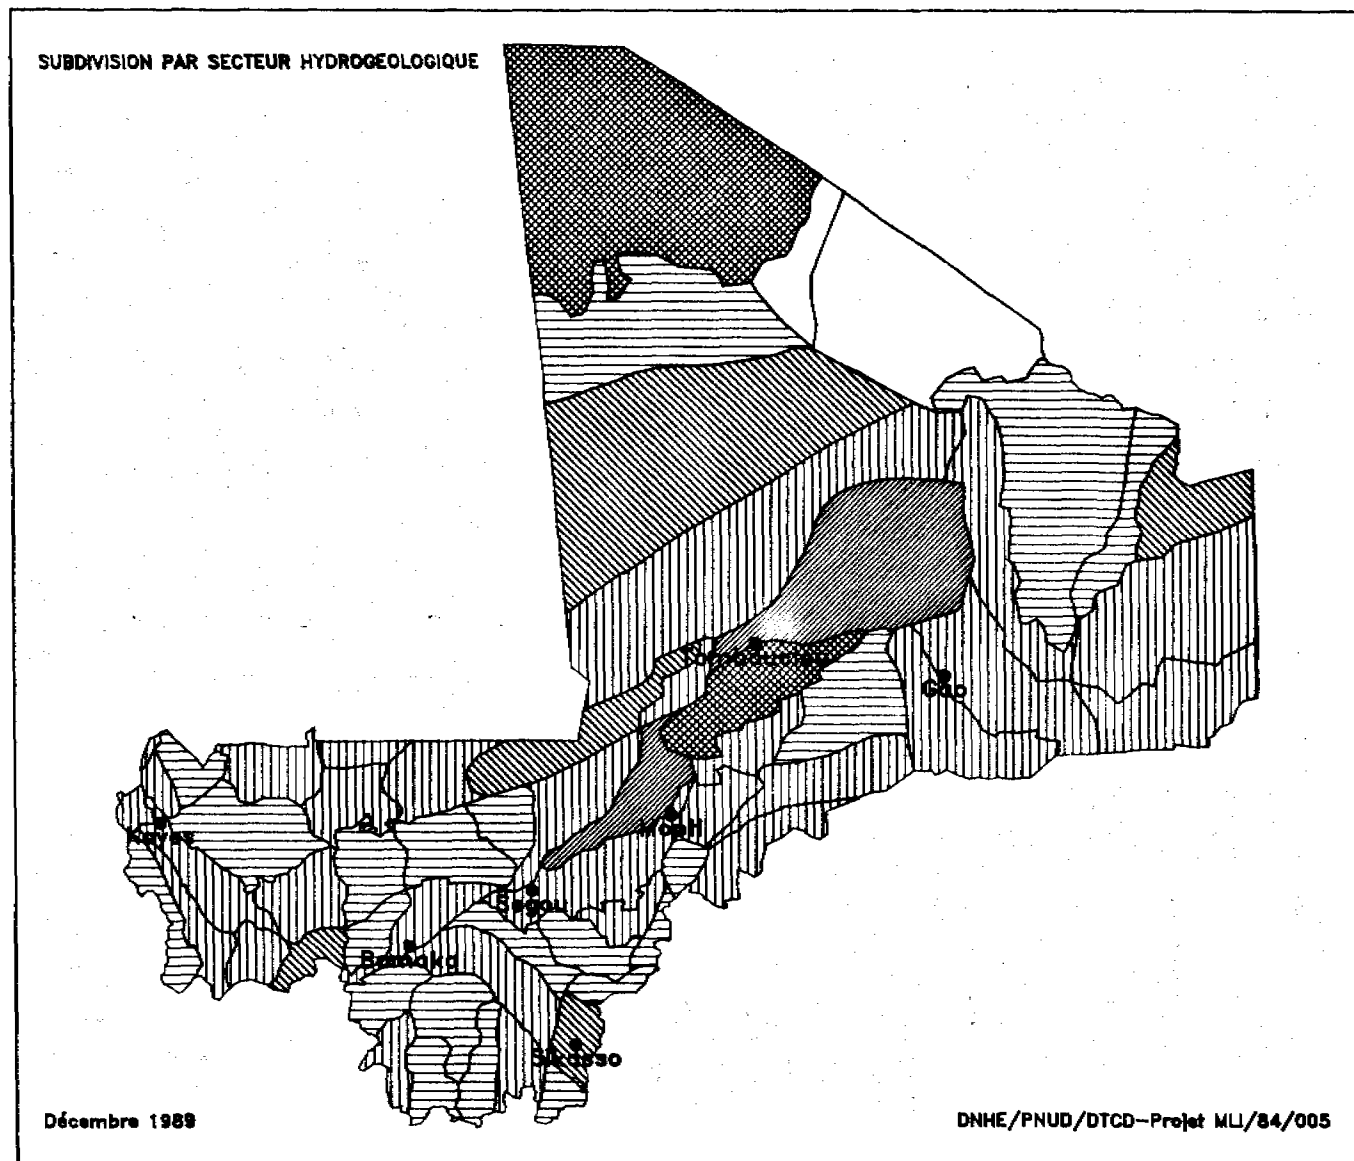 SUBDIVISION PAR SECTEUR HYDROGEOLOGIQUE
Tombouctou
Gao
Kayes
Mopti
Segou
Bamako
Sikasso
Décembre 1989
DNHE/PNUD/DTCD-Projet MLI/84/005